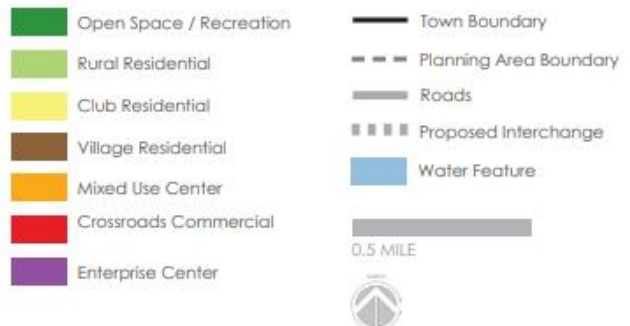 Open Space / Recreation
Rural Residential
Club Residential
Village Residential
Mixed Use Center
Crossroads Commercial
Enterprise Center
Town Boundary
Planning Area Boundary
Roads
Proposed Interchange
Water Feature
0.5 MILE